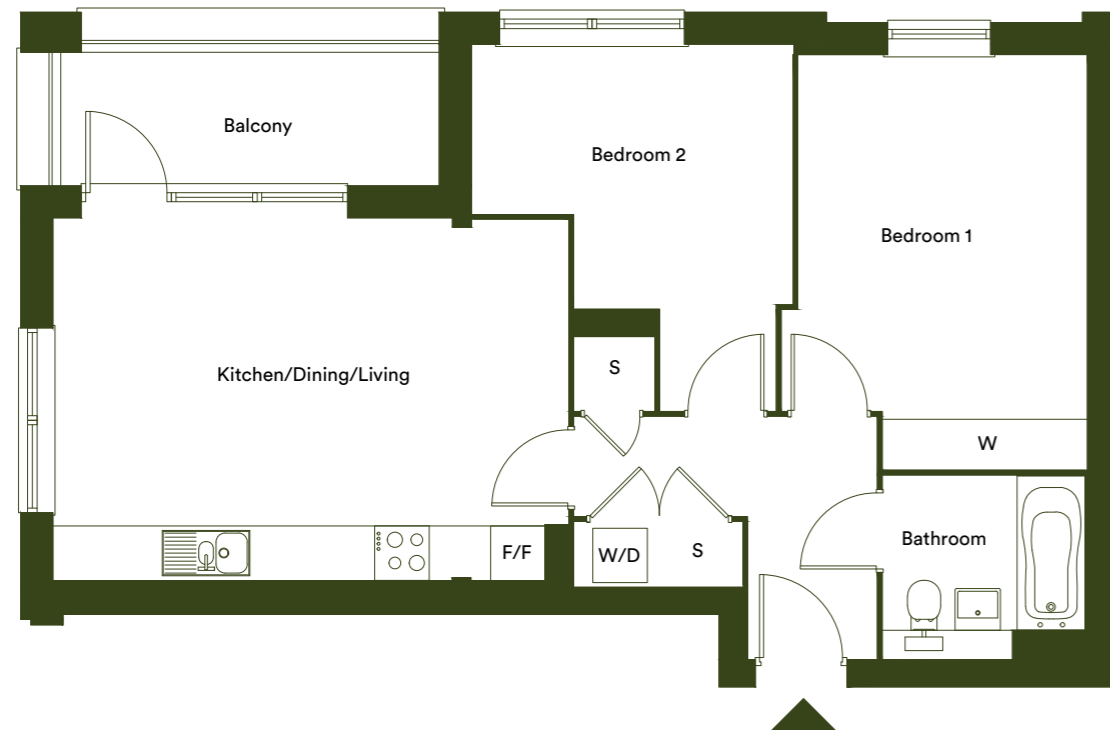 Balcony
Bedroom 2
Bedroom 1
Kitchen/Dining/Living
S
W
F/F
W/D
S
Bathroom